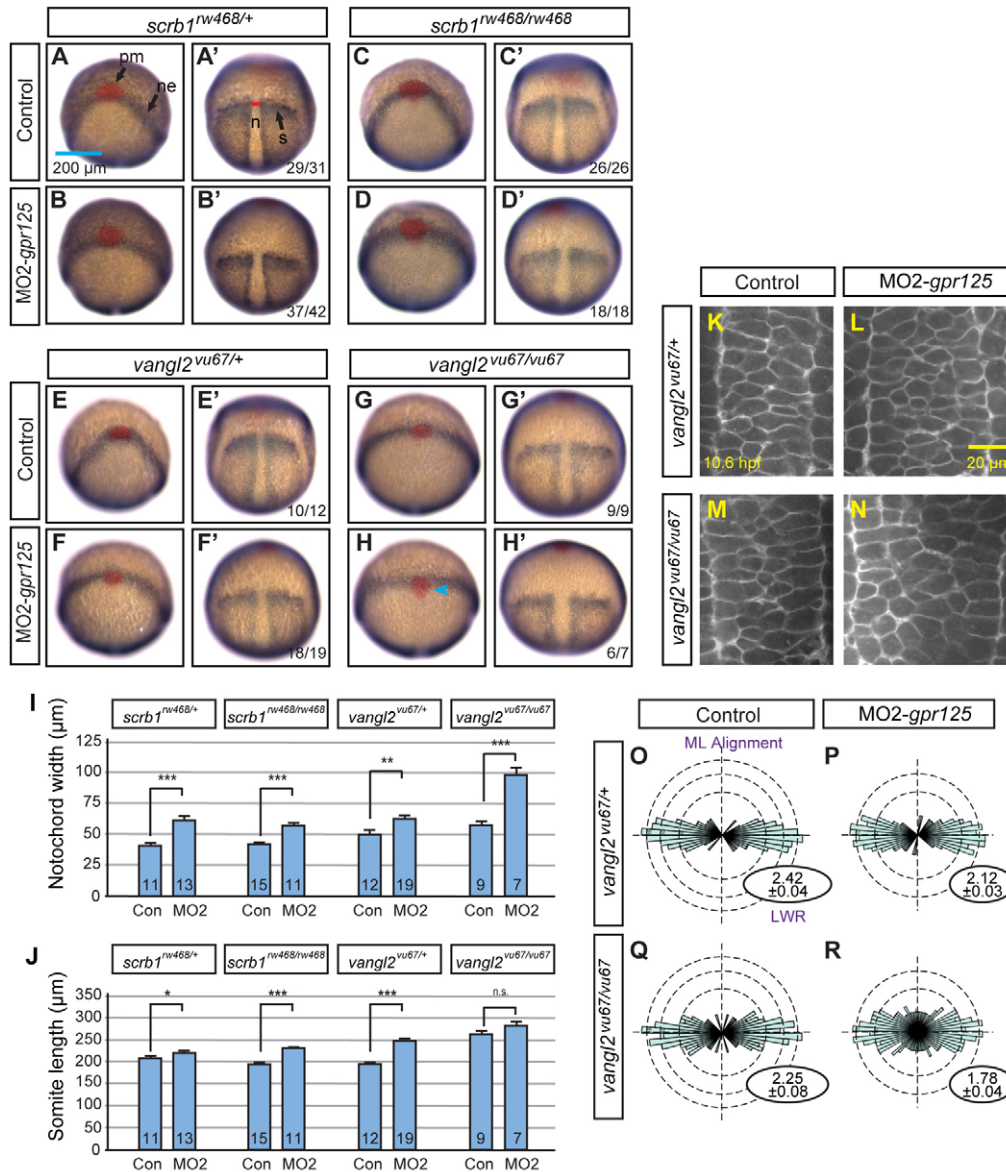 scrb1rw468/+
scrb1rw468/rw468
Control
A
pm
ne
200 µm
A’
n
s
29/31
C
C’
26/26
MO2-gpr125
B
B’
37/42
D
D’
18/18
vangl2vu67/+
vangl2vu67/vu67
Control
E
E’
10/12
G
G’
9/9
MO2-gpr125
F
F’
18/19
H
H’
6/7
Control
MO2-gpr125
vangl2vu67/+
K
10.6 hpf
L
20 µm
vangl2vu67/vu67
M
N
I
scrb1rw468/+
scrb1rw468/rw468
vangl2vu67/+
vangl2vu67/vu67
Notochord width (µm)
125
100
75
50
25
0
***
***
**
***
11
13
15
11
12
19
9
7
Con MO2 Con MO2 Con MO2 Con MO2
J
scrb1rw468/+
scrb1rw468/rw468
vangl2vu67/+
vangl2vu67/vu67
Somite length (µm)
350
300
250
200
150
100
50
0
*
***
***
n.s.
11
13
15
11
12
19
9
7
Con MO2 Con MO2 Con MO2 Con MO2
Control
MO2-gpr125
vangl2vu67/+
O
ML Alignment
2.42
±0.04
LWR
P
2.12
±0.03
vangl2vu67/vu67
Q
2.25
±0.08
R
1.78
±0.04